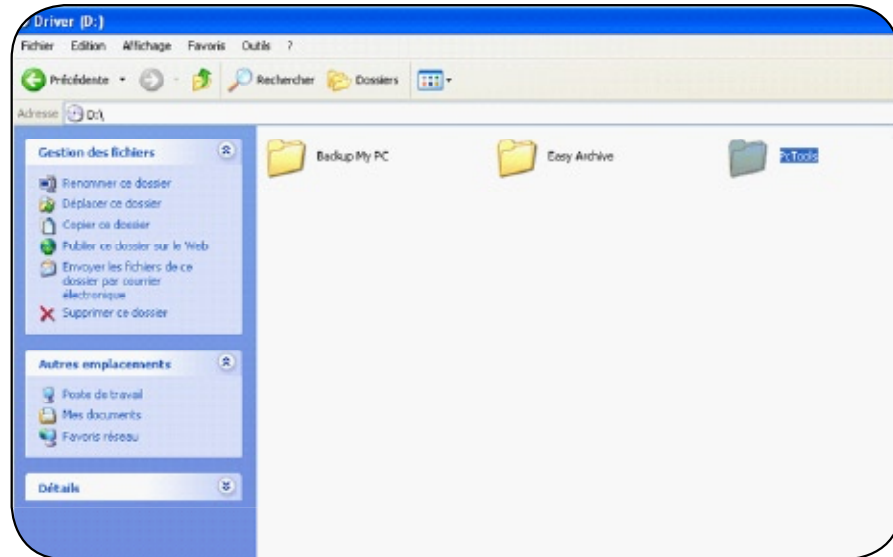 Driver (D:)
Fichier Edition Affichage Favoris Outils ?
Précédente Rechercher Dossiers
Adresse D:\
Gestion des fichiers
Renommer ce dossier
Déplacer ce dossier
Copier ce dossier
Publier ce dossier sur le Web
Envoyer les fichiers de ce
dossier par courrier
électronique
Supprimer ce dossier
Autres emplacements
Poste de travail
Mes documents
Favoris réseau
Détails
Backup My PC Easy Archive PcTools